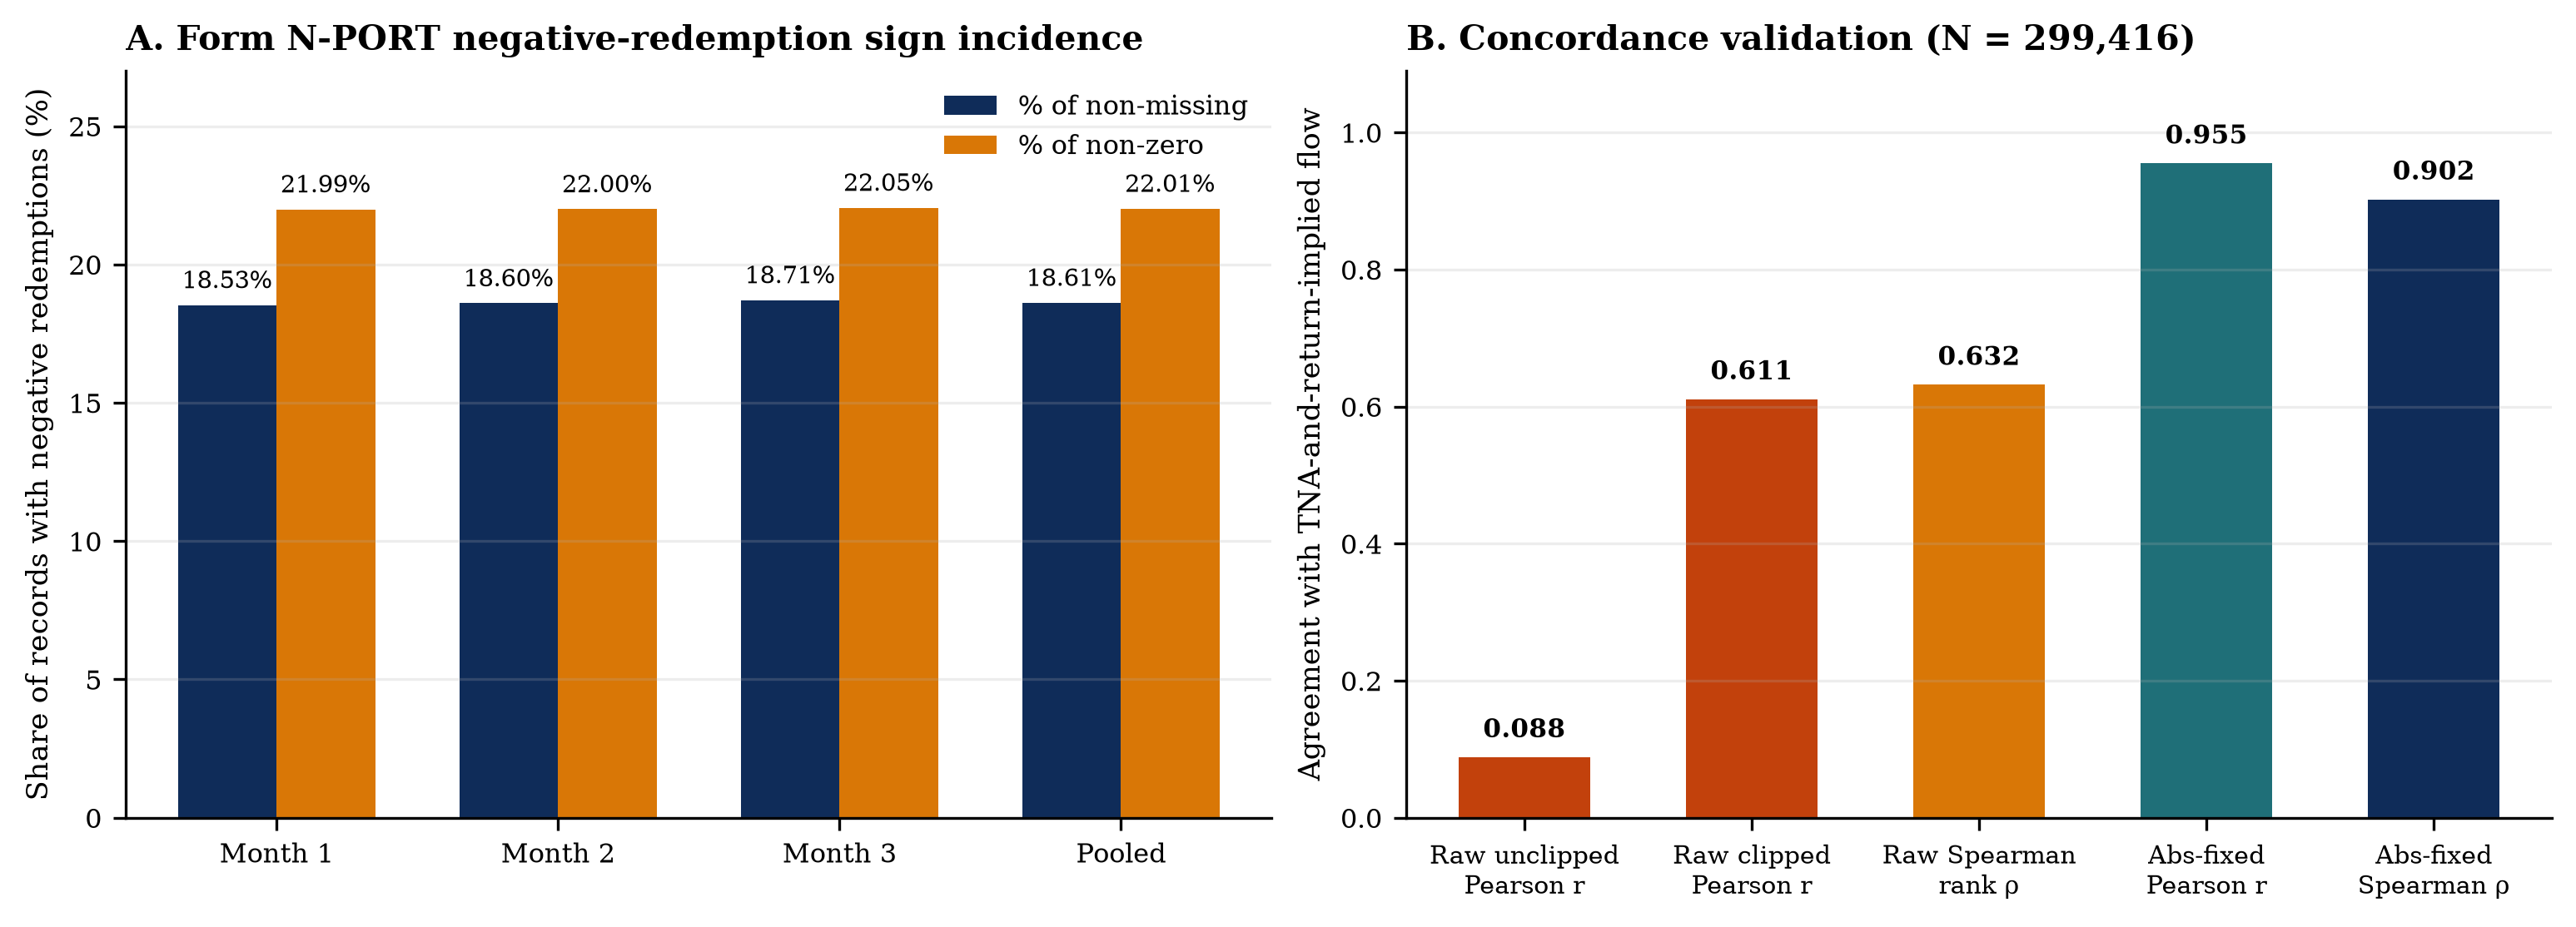 A. Form N-PORT negative-redemption sign incidence
Share of records with negative redemptions (%)
25
20
15
10
5
0
% of non-missing
% of non-zero
18.53%
21.99%
18.60%
22.00%
18.71%
22.05%
18.61%
22.01%
Month 1
Month 2
Month 3
Pooled
B. Concordance validation (N = 299,416)
Agreement with TNA-and-return-implied flow
1.0
0.8
0.6
0.4
0.2
0.0
0.088
0.611
0.632
0.955
0.902
Raw unclipped
Pearson r
Raw clipped
Pearson r
Raw Spearman
rank ρ
Abs-fixed
Pearson r
Abs-fixed
Spearman ρ